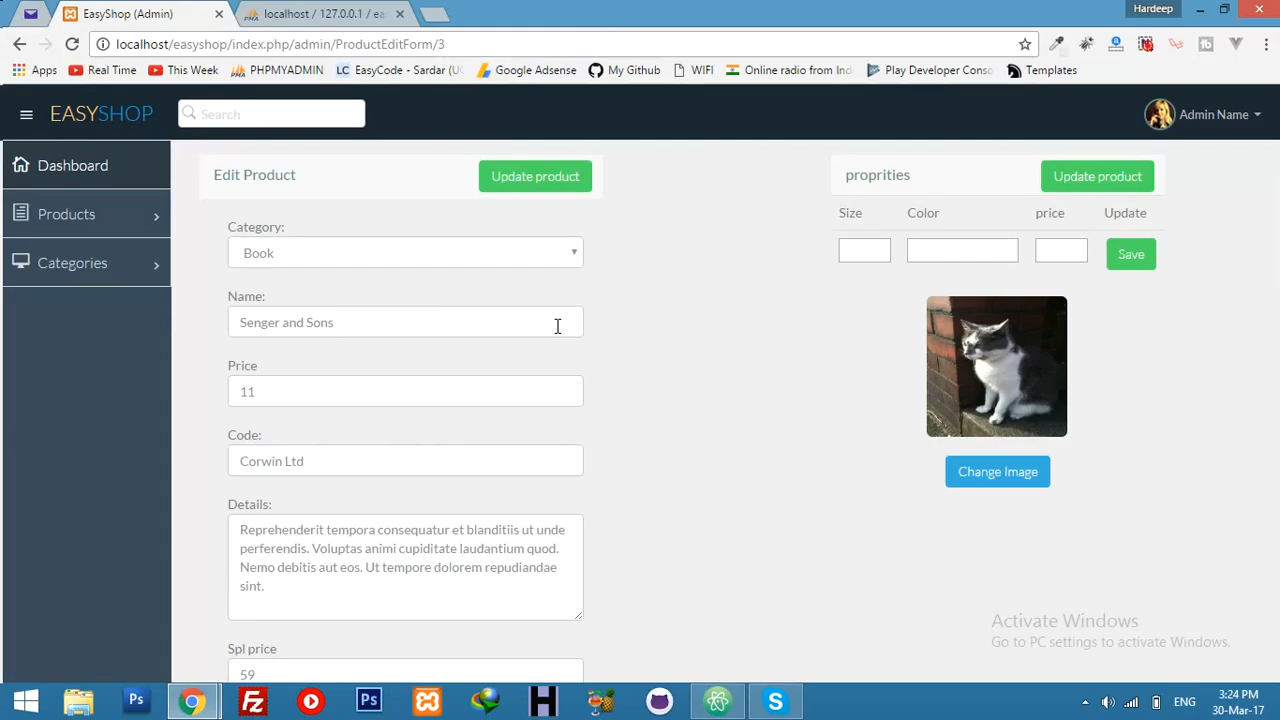 Hardeep
EasyShop (Admin)
localhost / 127.0.0.1 / ea
localhost/easyshop/index.php/admin/ProductEditForm/3
Apps
Real Time
This Week
PHPMYADMIN
LC EasyCode - Sardar (UC
Google Adsense
My Github
WIFI
Online radio from Ind
Play Developer Conso
Templates
EASYSHOP
Search
Admin Name
Dashboard
Products
Categories
Edit Product
Update product
Category:
Book
Name:
Senger and Sons
Price
11
Code:
Corwin Ltd
Details:
Reprehenderit tempora consequatur et blanditiis ut unde
perferendis. Voluptas animi cupiditate laudantium quod.
Nemo debitis aut eos. Ut tempore dolorem repudiandae
sint.
Spl price
59
proprities
Update product
Size Color price Update
Save
Change Image
Activate Windows
Go to PC settings to activate Windows.
Ps
Fz
Ps
H
S
ENG
3:24 PM
30-Mar-17